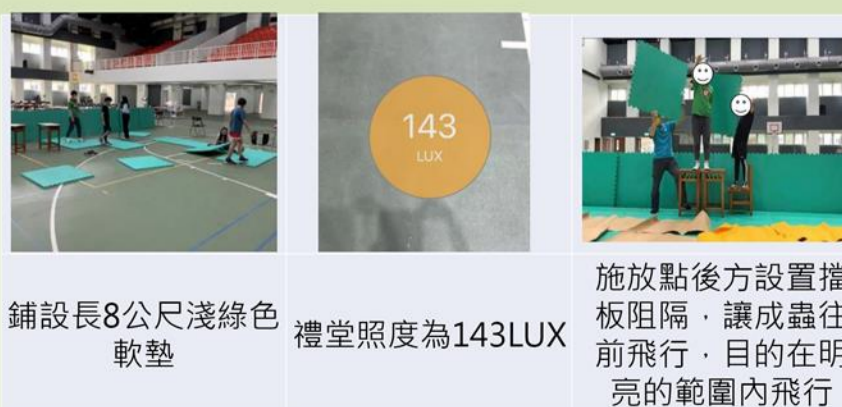 143
LUX
鋪設長8公尺淺綠色
軟墊
禮堂照度為143LUX
施放點後方設置擋
板阻隔，讓成蟲往
前飛行，目的在明
亮的範圍內飛行